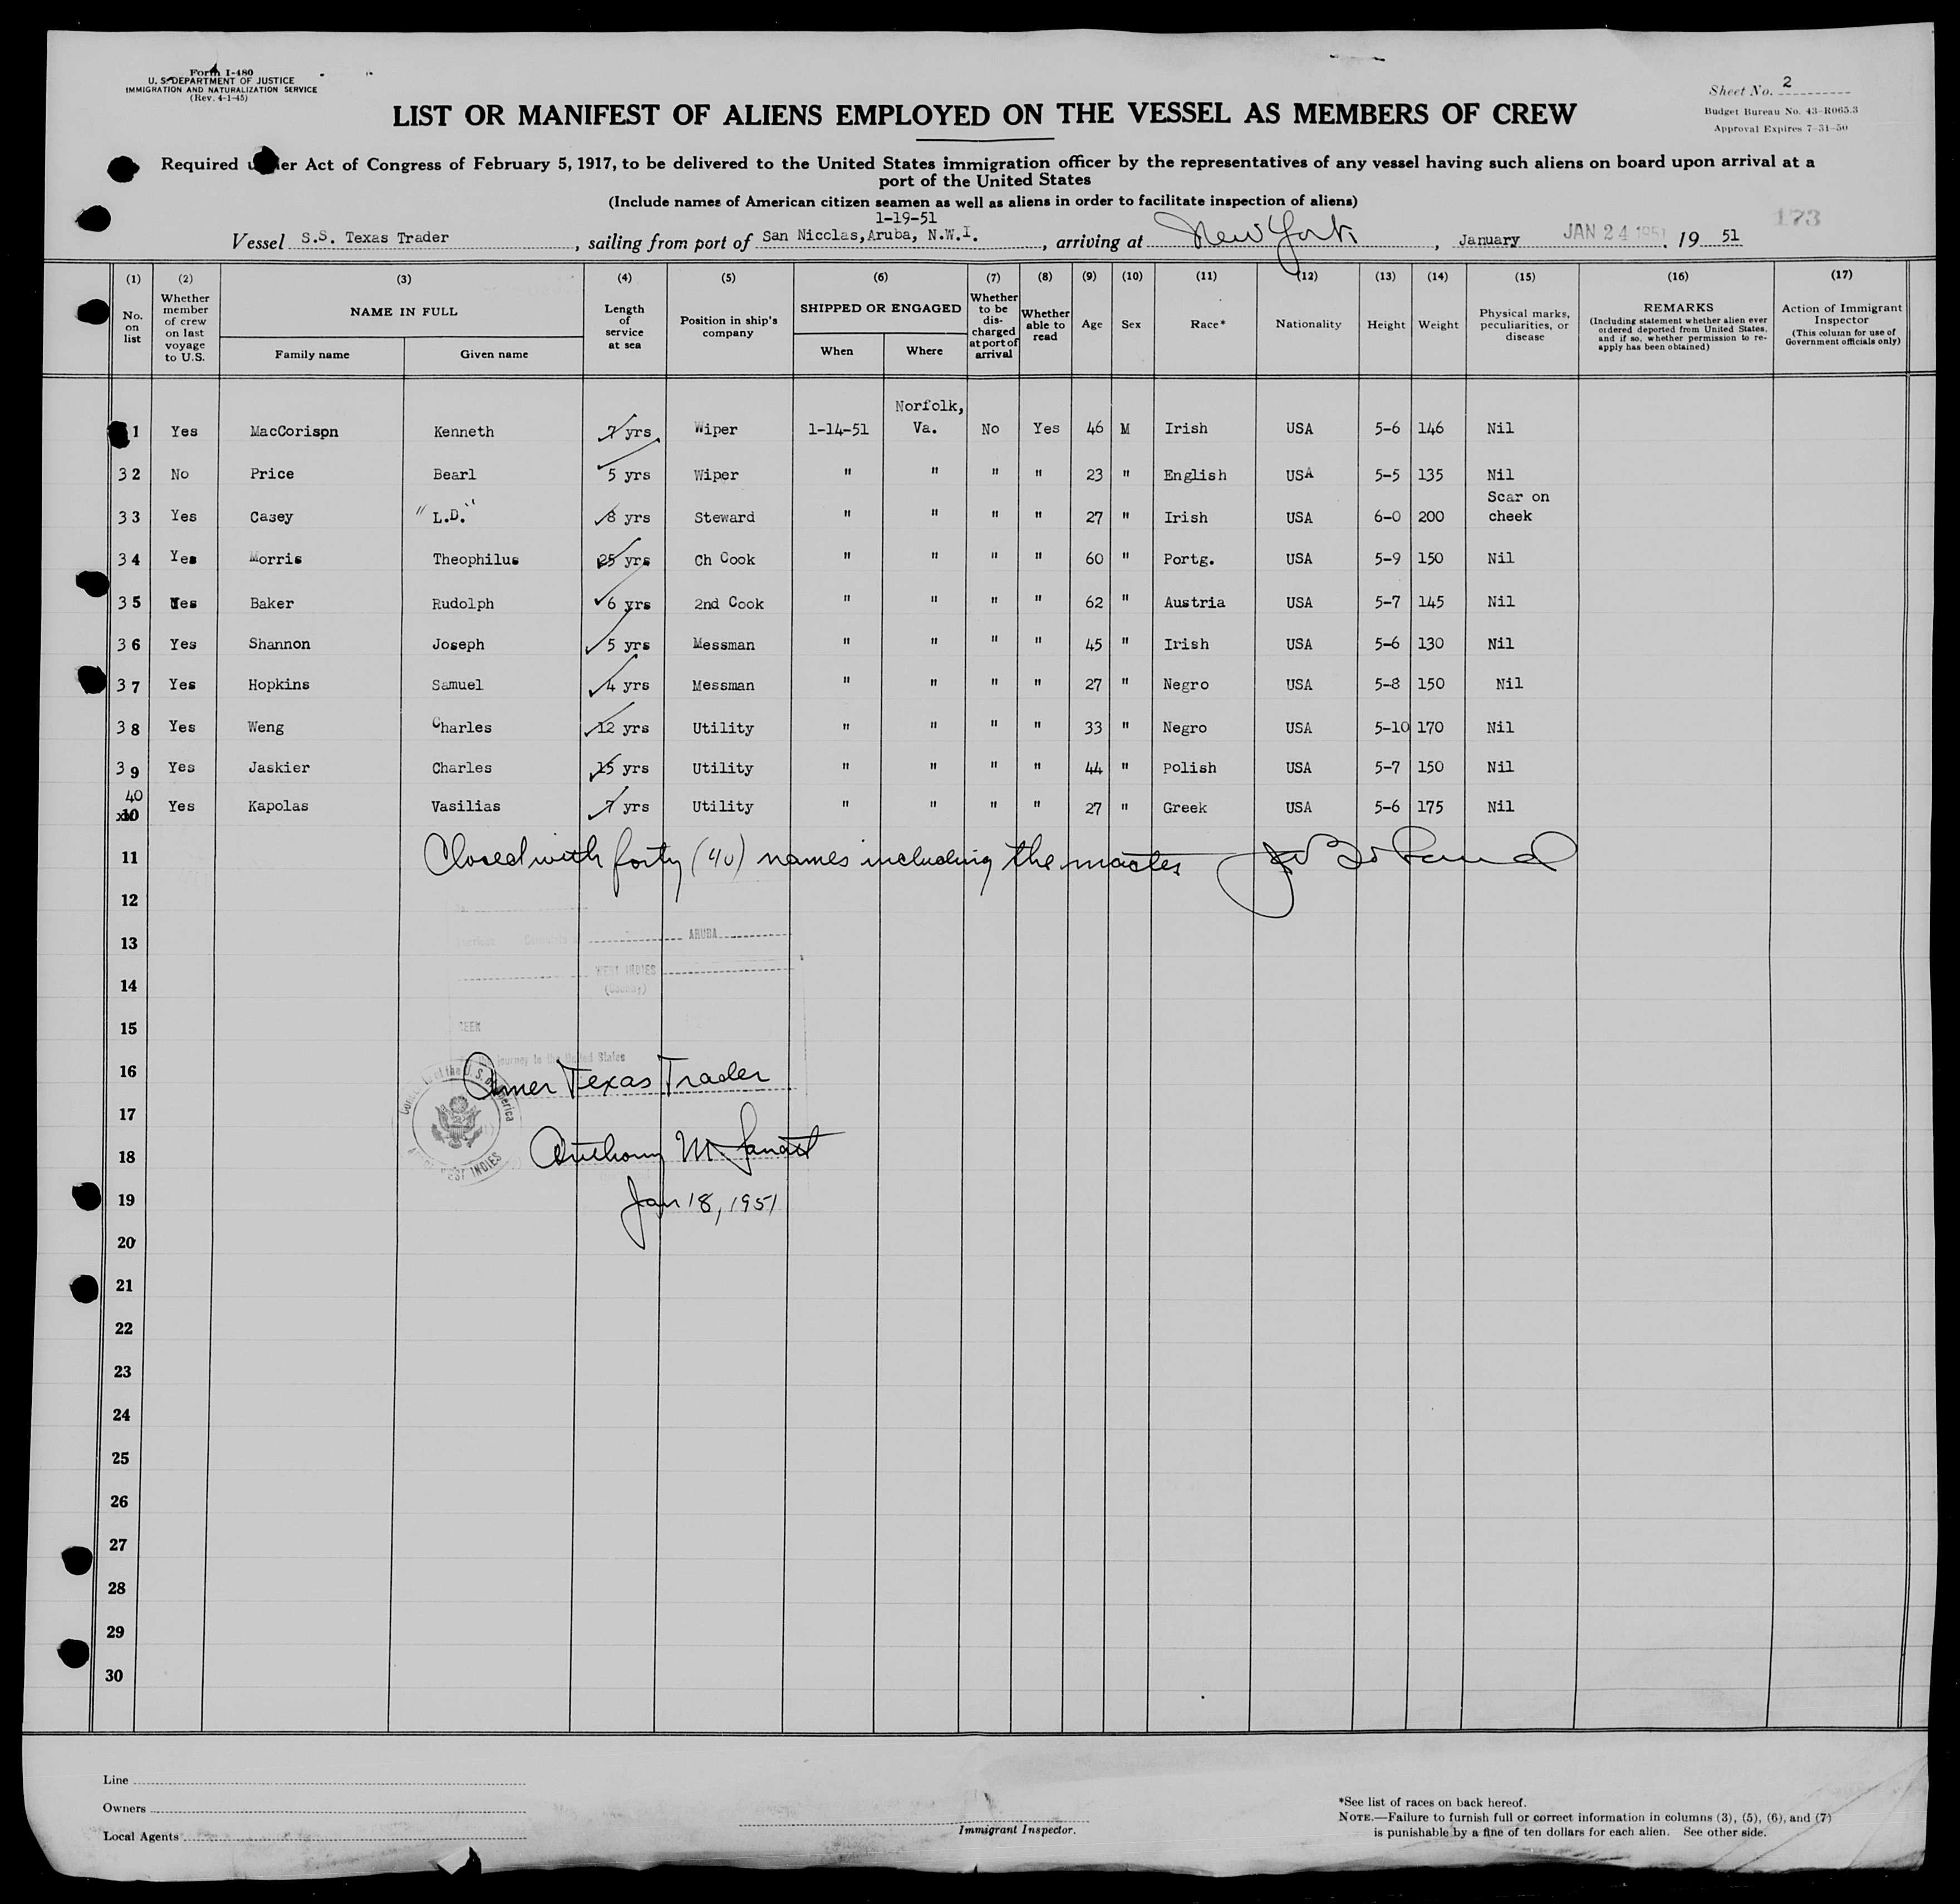 Form I-480
U. S. DEPARTMENT OF JUSTICE
IMMIGRATION AND NATURALIZATION SERVICE
(Rev. 4-1-45)
Sheet No. 2
Budget Bureau No. 43-R065.3
Approval Expires 7-31-50
LIST OR MANIFEST OF ALIENS EMPLOYED ON THE VESSEL AS MEMBERS OF CREW
Required under Act of Congress of February 5, 1917, to be delivered to the United States immigration officer by the representatives of any vessel having such aliens on board upon arrival at a
port of the United States
(Include names of American citizen seamen as well as aliens in order to facilitate inspection of aliens)
1-19-51
173
Vessel S.S. Texas Trader, sailing from port of San Nicclas, Aruba, N.W.I., arriving at New York, January JAN 24 1951, 19 51
(1) (2) (3) (4) (5) (6) (7) (8) (9) (10) (11) (12) (13) (14) (15) (16) (17)
No. on list
Whether member of crew on last voyage to U.S.
NAME IN FULL
Family name
Given name
Length of service at sea
Position in ship's company
SHIPPED OR ENGAGED
When
Where
Whether to be discharged at port of arrival
Whether able to read
Age
Sex
Race*
Nationality
Height
Weight
Physical marks, peculiarities, or disease
REMARKS
(Including statement whether alien ever ordered deported from United States, and if so, whether permission to re-apply has been obtained)
Action of Immigrant Inspector
(This column for use of Government officials only)
Norfolk,
1 Yes MacCorispn Kenneth 7 yrs Wiper 1-14-51 Va. No Yes 46 M Irish USA 5-6 146 Nil
32 No Price Bearl 5 yrs Wiper " " " " 23 " English USA 5-5 135 Nil
Scar on
33 Yes Casey "L.D." 8 yrs Steward " " " " 27 " Irish USA 6-0 200 cheek
34 Yes Morris Theophilus 25 yrs Ch Cook " " " " 60 " Portg. USA 5-9 150 Nil
35 Yes Baker Rudolph 6 yrs 2nd Cook " " " " 62 " Austria USA 5-7 145 Nil
36 Yes Shannon Joseph 5 yrs Messman " " " " 45 " Irish USA 5-6 130 Nil
37 Yes Hopkins Samuel 4 yrs Messman " " " " 27 " Negro USA 5-8 150 Nil
38 Yes Weng Charles 12 yrs Utility " " " " 33 " Negro USA 5-10 170 Nil
39 Yes Jaskier Charles 15 yrs Utility " " " " 44 " Polish USA 5-7 150 Nil
40
10 Yes Kapolas Vasilias 7 yrs Utility " " " " 27 " Greek USA 5-6 175 Nil
11 Closed with forty (40) names including the master
12
13 ARUBA
WEST INDIES
14
(Country)
15 SEEN
journey to the United States
16 Amer Texas Trader
17
18 Anthony M.
WEST INDIES
19 Jan 18, 1951
20
21
22
23
24
25
26
27
28
29
30
Line
Owners
Local Agents
Immigrant Inspector.
*See list of races on back hereof.
NOTE.—Failure to furnish full or correct information in columns (3), (5), (6), and (7)
is punishable by a fine of ten dollars for each alien. See other side.